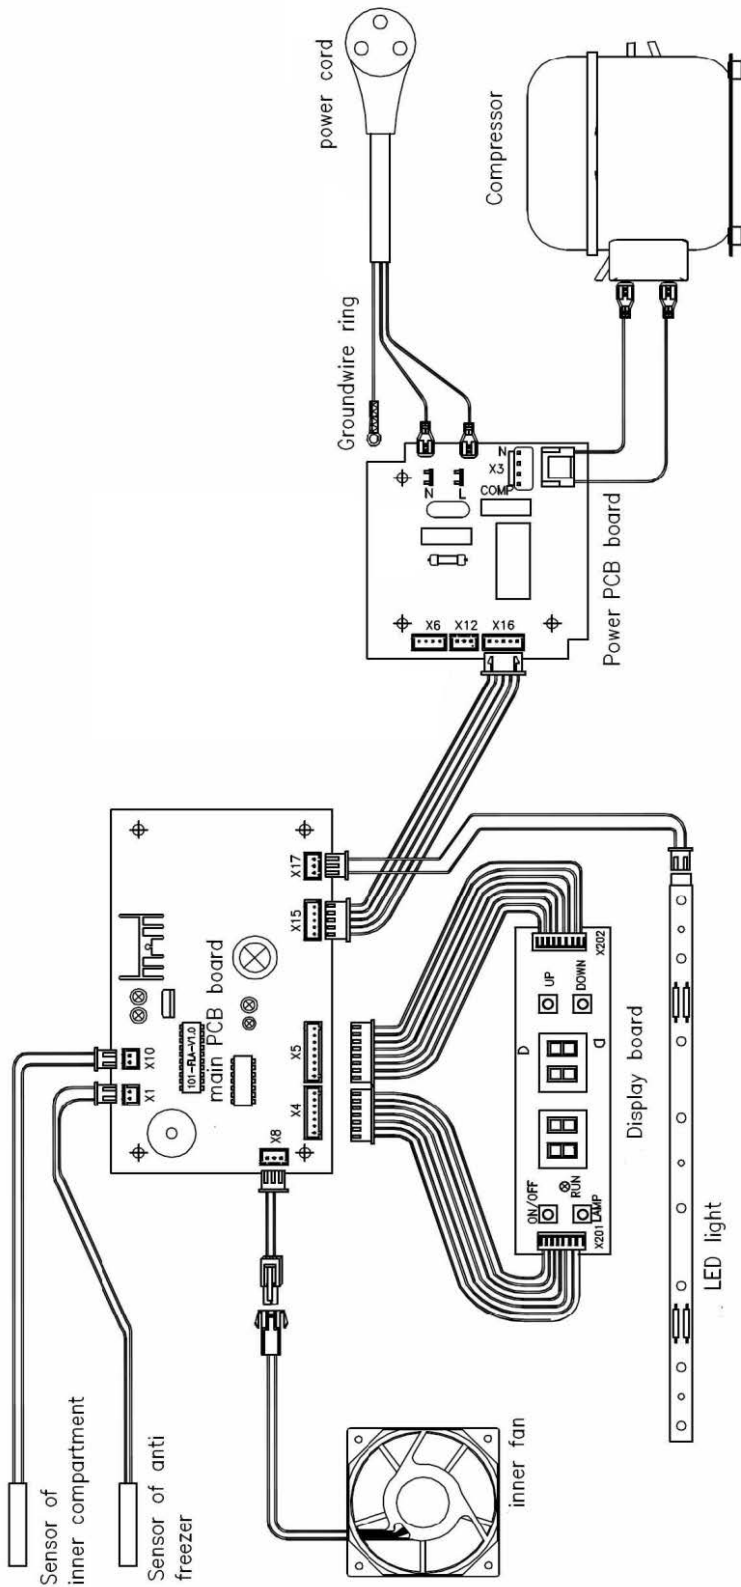 power cord
Compressor
Groundwire ring
N
L
COMP
X3
N
X6
X12
X16
Power PCB board
X17
X15
main PCB board
101-FLA-V1.0
X10
X1
X5
X4
X8
X202
UP
DOWN
D
D
ON/OFF
RUN
LAMP
X201
Display board
LED light
inner fan
Sensor of
inner compartment
Sensor of anti
freezer